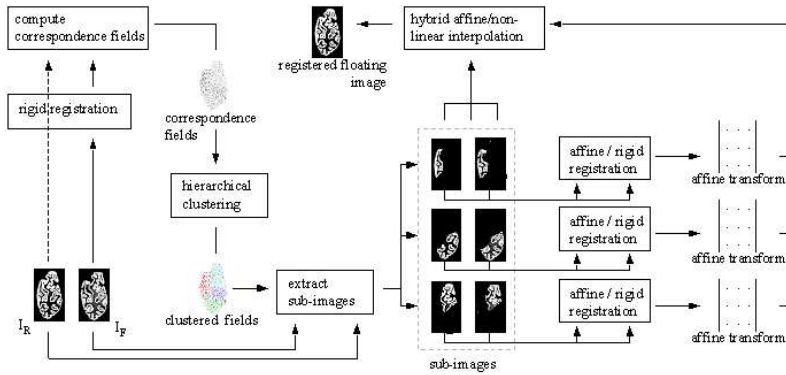 compute
correspondence fields
hybrid affine/non-
linear interpolation
registered floating
image
rigid registration
correspondence
fields
affine / rigid
registration
affine transform
hierarchical
clustering
affine / rigid
registration
affine transform
extract
sub-images
clustered fields
affine / rigid
registration
affine transform
I_R
I_F
sub-images